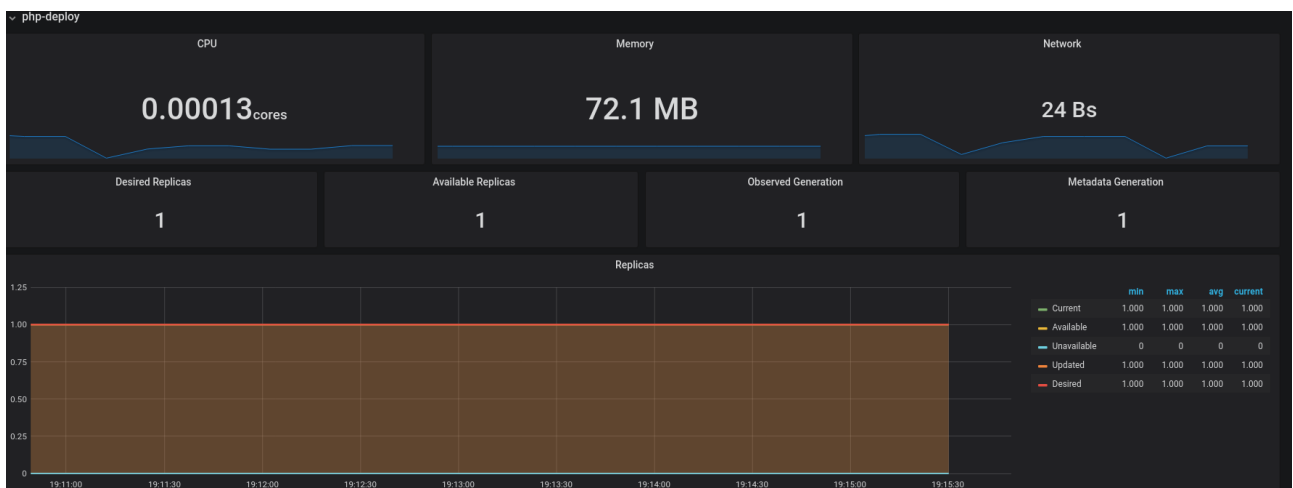 php-deploy
CPU Memory Network
0.00013 cores 72.1 MB 24 Bs
Desired Replicas Available Replicas Observed Generation Metadata Generation
1 1 1 1
Replicas
1.25
1.00
0.75
0.50
0.25
0
19:11:00 19:11:30 19:12:00 19:12:30 19:13:00 19:13:30 19:14:00 19:14:30 19:15:00 19:15:30
min max avg current
Current 1.000 1.000 1.000 1.000
Available 1.000 1.000 1.000 1.000
Unavailable 0 0 0 0
Updated 1.000 1.000 1.000 1.000
Desired 1.000 1.000 1.000 1.000